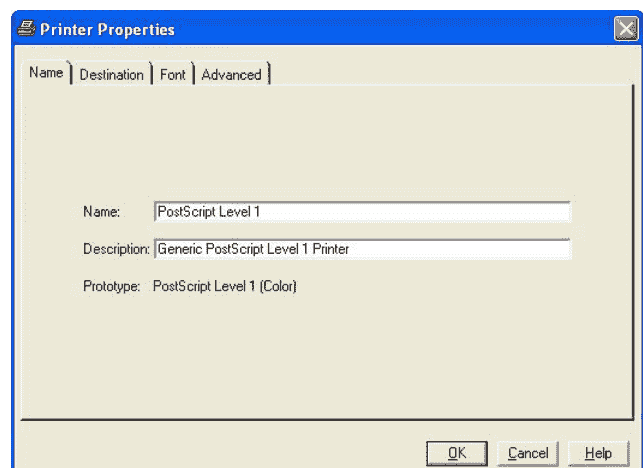 Printer Properties
Name Destination Font Advanced
Name: PostScript Level 1
Description: Generic PostScript Level 1 Printer
Prototype: PostScript Level 1 (Color)
OK Cancel Help